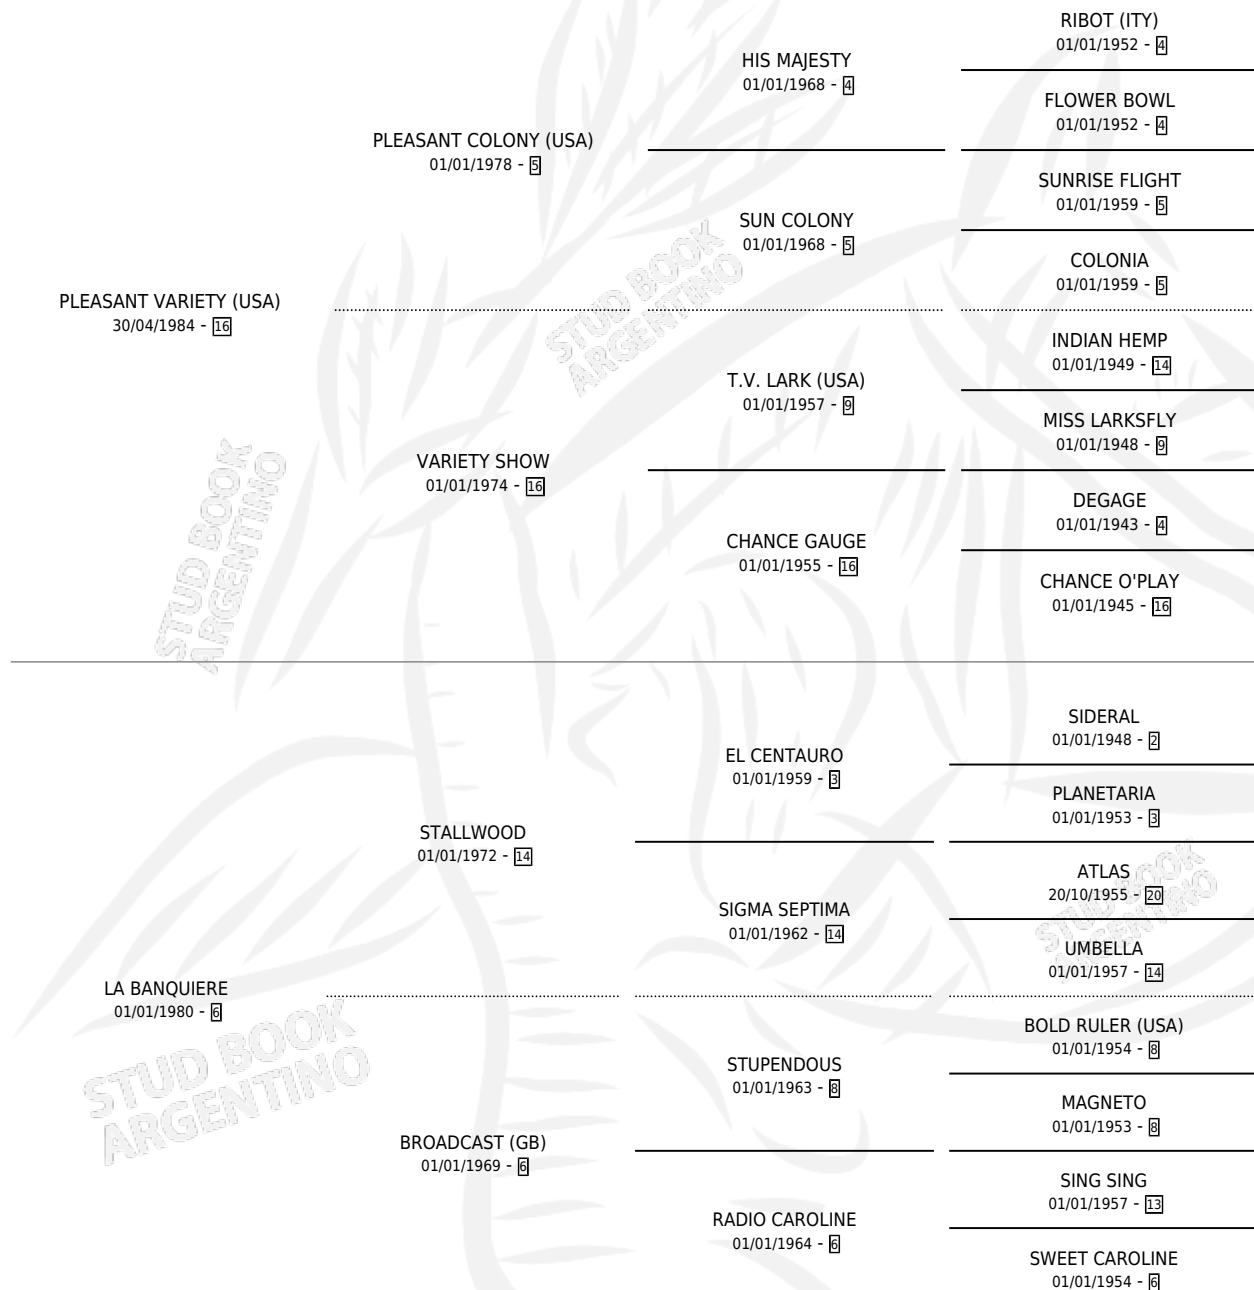 RIBOT (ITY)
01/01/1952 - 4
HIS MAJESTY
01/01/1968 - 4
FLOWER BOWL
01/01/1952 - 4
PLEASANT COLONY (USA)
01/01/1978 - 5
SUNRISE FLIGHT
01/01/1959 - 5
SUN COLONY
01/01/1968 - 5
COLONIA
01/01/1959 - 5
PLEASANT VARIETY (USA)
30/04/1984 - 16
STUD BOOK
ARGENTINO
INDIAN HEMP
01/01/1949 - 14
T.V. LARK (USA)
01/01/1957 - 9
MISS LARKSFLY
01/01/1948 - 9
VARIETY SHOW
01/01/1974 - 16
DEGAGE
01/01/1943 - 4
CHANCE GAUGE
01/01/1955 - 16
CHANCE O'PLAY
01/01/1945 - 16
STUD BOOK
ARGENTINO
SIDERAL
01/01/1948 - 2
EL CENTAURO
01/01/1959 - 3
PLANETARIA
01/01/1953 - 3
STALLWOOD
01/01/1972 - 14
ATLAS
20/10/1955 - 20
SIGMA SEPTIMA
01/01/1962 - 14
STUD BOOK
ARGENTINO
UMBELLA
01/01/1957 - 14
LA BANQUIERE
01/01/1980 - 6
STUD BOOK
ARGENTINO
BOLD RULER (USA)
01/01/1954 - 8
STUPENDOUS
01/01/1963 - 8
MAGNETO
01/01/1953 - 8
BROADCAST (GB)
01/01/1969 - 6
SING SING
01/01/1957 - 13
RADIO CAROLINE
01/01/1964 - 6
SWEET CAROLINE
01/01/1954 - 6